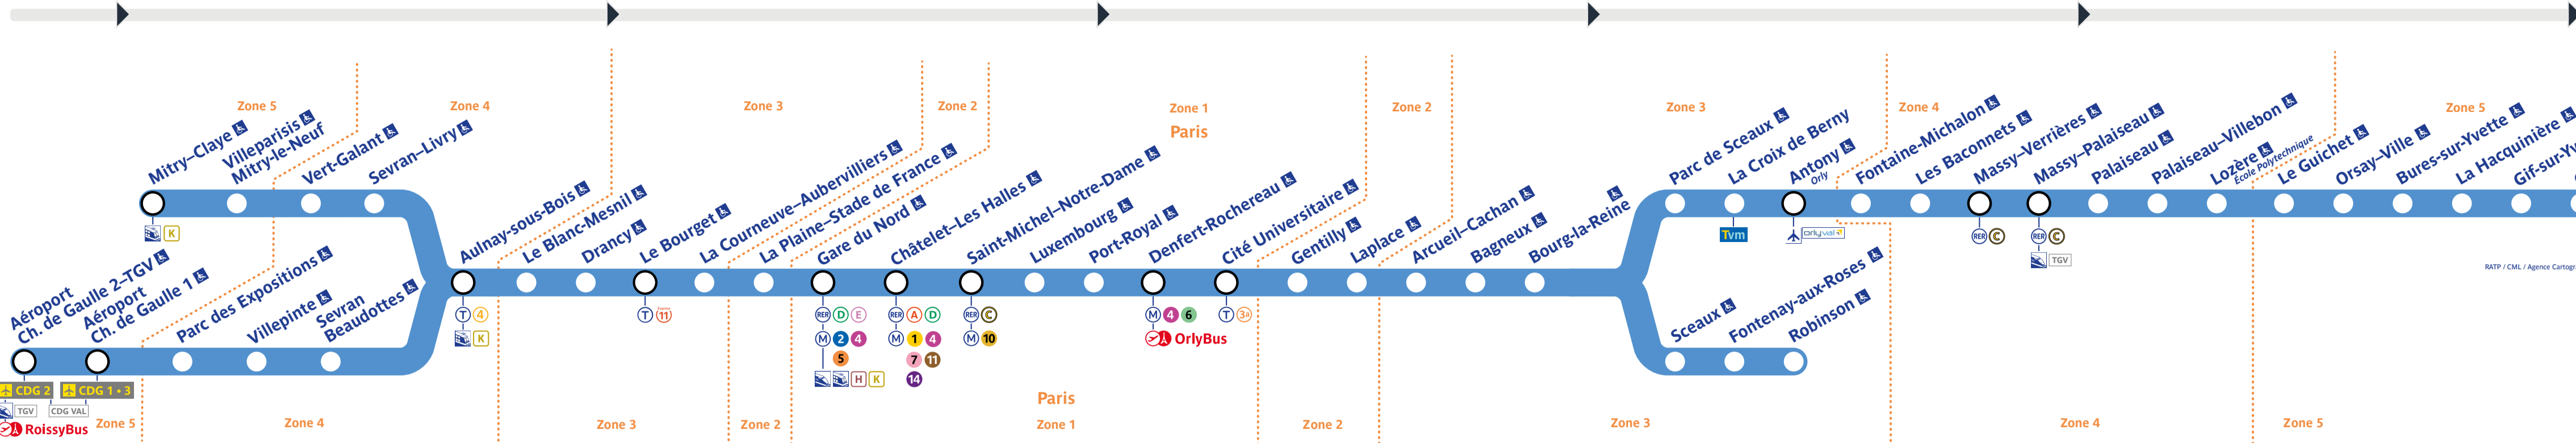 Zone 5
Zone 4
Zone 3
Zone 2
Zone 1
Paris
Zone 2
Zone 3
Zone 4
Zone 5
Mitry–Claye
Villeparisis
Mitry-le-Neuf
Vert-Galant
Sevran–Livry
K
Aéroport
Ch. de Gaulle 2–TGV
Aéroport
Ch. de Gaulle 1
Parc des Expositions
Villepinte
Sevran
Beaudottes
CDG 2
CDG 1 • 3
TGV
CDG VAL
RoissyBus
Aulnay-sous-Bois
T 4
K
Le Blanc-Mesnil
Drancy
Le Bourget
T 11
La Courneuve–Aubervilliers
La Plaine–Stade de France
Gare du Nord
RER D E
M 2 4
5
H K
Châtelet–Les Halles
RER A D
M 1 4
7 11
14
Saint-Michel–Notre-Dame
RER C
M 10
Luxembourg
Port-Royal
Denfert-Rochereau
M 4 6
OrlyBus
Cité Universitaire
T 3a
Gentilly
Laplace
Arcueil–Cachan
Bagneux
Bourg-la-Reine
Parc de Sceaux
La Croix de Berny
Tvm
Antony
Orly
orlyval
Fontaine-Michalon
Les Baconnets
Massy–Verrières
RER C
Massy–Palaiseau
RER C
TGV
Palaiseau
Palaiseau–Villebon
Lozère
École Polytechnique
Le Guichet
Orsay–Ville
Bures-sur-Yvette
La Hacquinière
Gif-sur-Yv
Sceaux
Fontenay-aux-Roses
Robinson
RATP / CML / Agence Cartogra
Zone 5
Zone 4
Zone 3
Zone 2
Paris
Zone 1
Zone 2
Zone 3
Zone 4
Zone 5